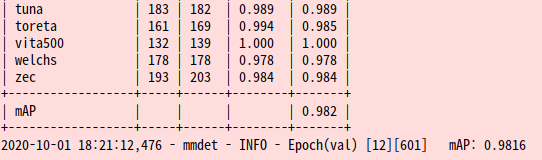 | tuna | 183 | 182 | 0.989 | 0.989 |
| toreta | 161 | 169 | 0.994 | 0.985 |
| vita500 | 132 | 139 | 1.000 | 1.000 |
| welchs | 178 | 178 | 0.978 | 0.978 |
| zec | 193 | 203 | 0.984 | 0.984 |
+----------------+-----+------+--------+-------+
| mAP | | | | 0.982 |
+----------------+-----+------+--------+-------+
2020-10-01 18:21:12,476 - mmdet - INFO - Epoch(val) [12][601] mAP: 0.9816